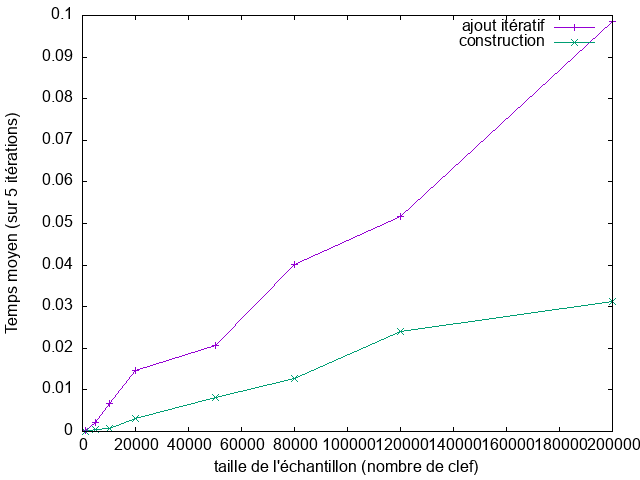 0.1
0.09
0.08
0.07
0.06
0.05
0.04
0.03
0.02
0.01
0
Temps moyen (sur 5 itérations)
ajout itératif
construction
0 20000 40000 60000 80000 100000 120000 140000 160000 180000 200000
taille de l'échantillon (nombre de clef)